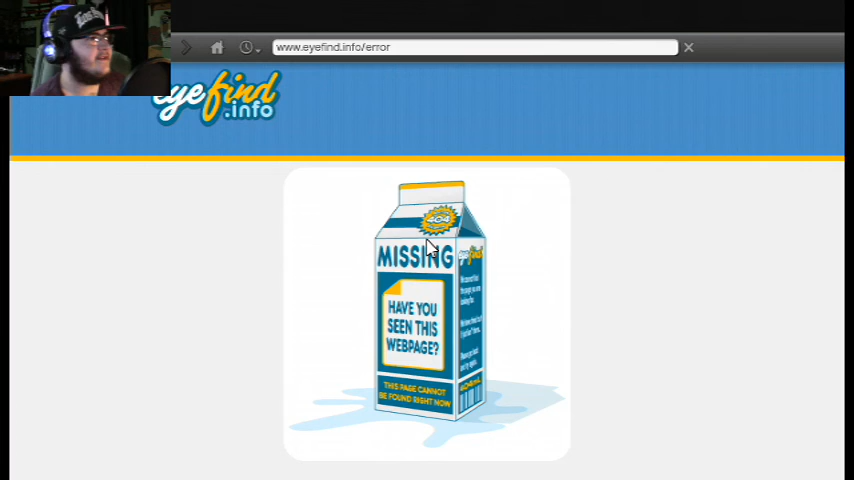 www.eyefind.info/error
eyefind
.info
404
MISSING
eyefind
HAVE YOU
SEEN THIS
WEBPAGE?
THIS PAGE CANNOT
BE FOUND RIGHT NOW